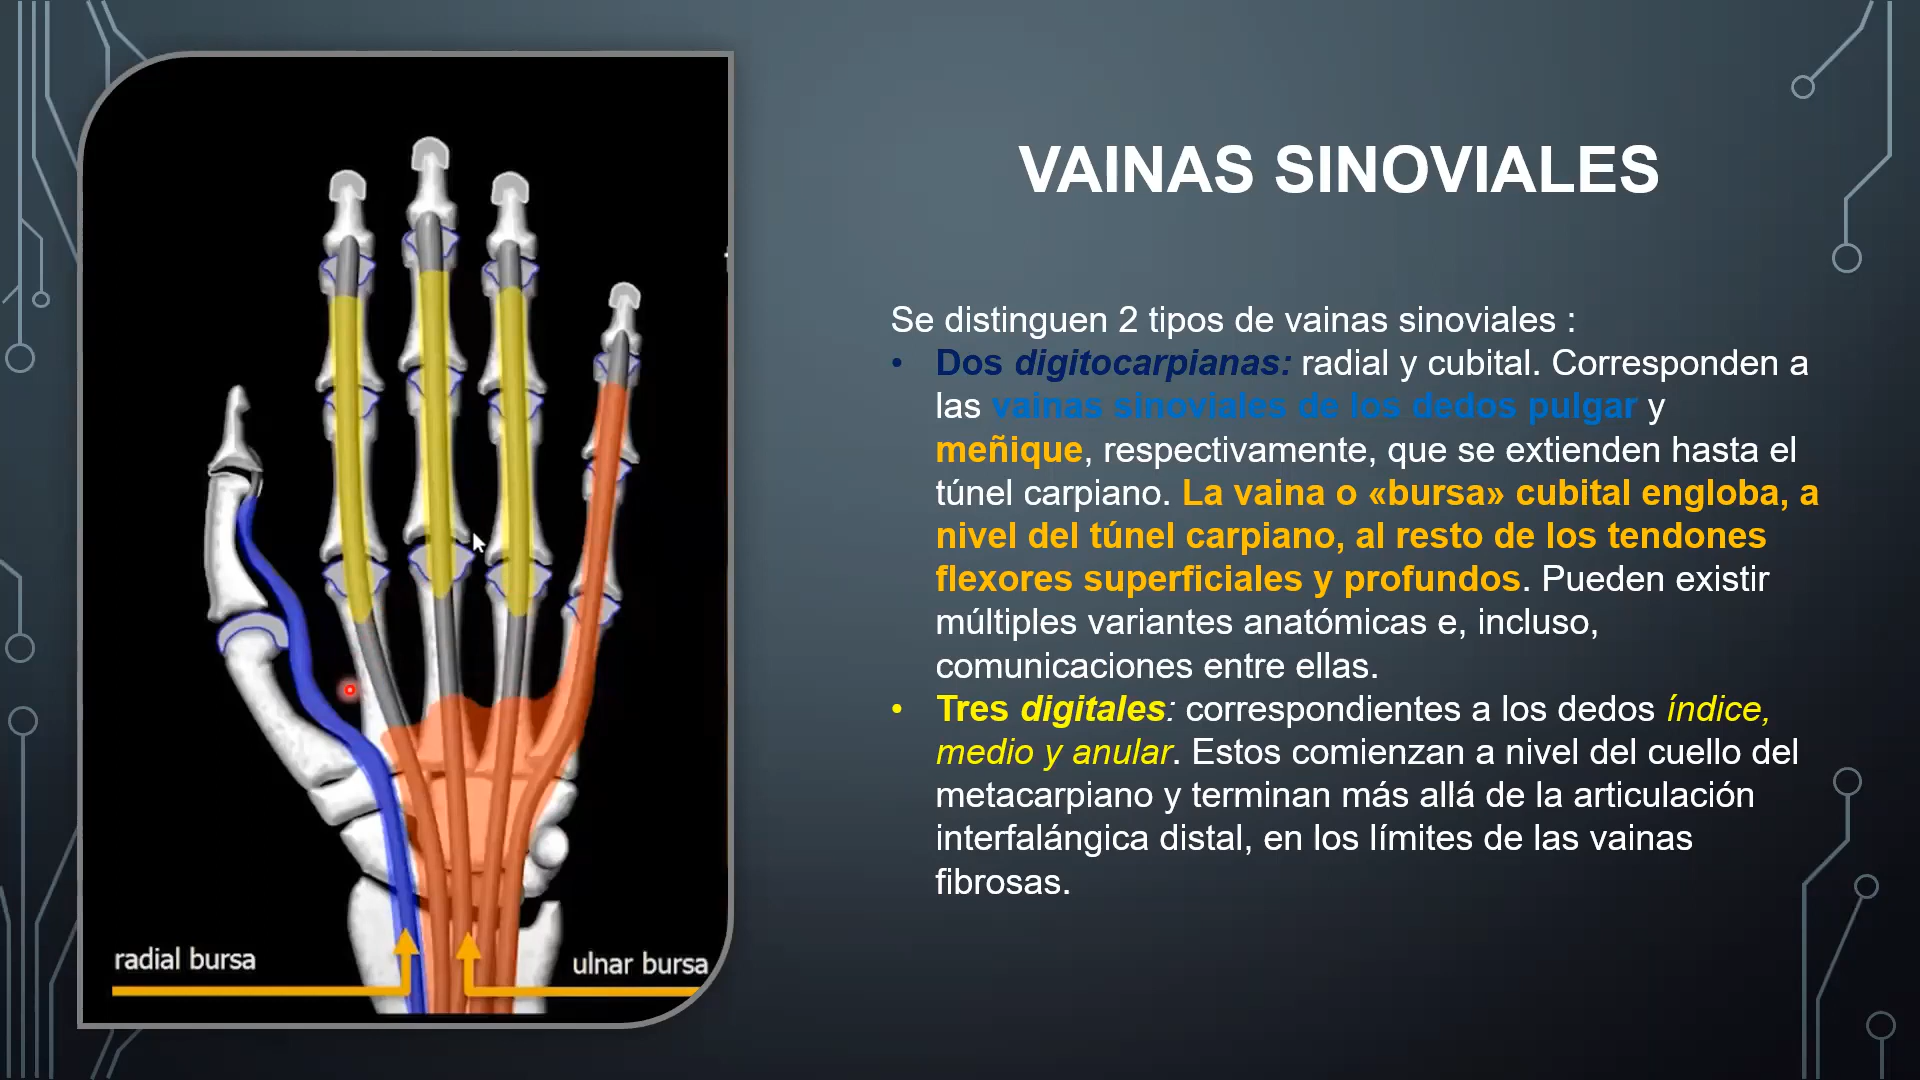 VAINAS SINOVIALES
Se distinguen 2 tipos de vainas sinoviales :
• Dos digitocarpianas: radial y cubital. Corresponden a
las vainas sinoviales de los dedos pulgar y
meñique, respectivamente, que se extienden hasta el
túnel carpiano. La vaina o «bursa» cubital engloba, a
nivel del túnel carpiano, al resto de los tendones
flexores superficiales y profundos. Pueden existir
múltiples variantes anatómicas e, incluso,
comunicaciones entre ellas.
• Tres digitales: correspondientes a los dedos índice,
medio y anular. Estos comienzan a nivel del cuello del
metacarpiano y terminan más allá de la articulación
interfalángica distal, en los límites de las vainas
fibrosas.
radial bursa
ulnar bursa